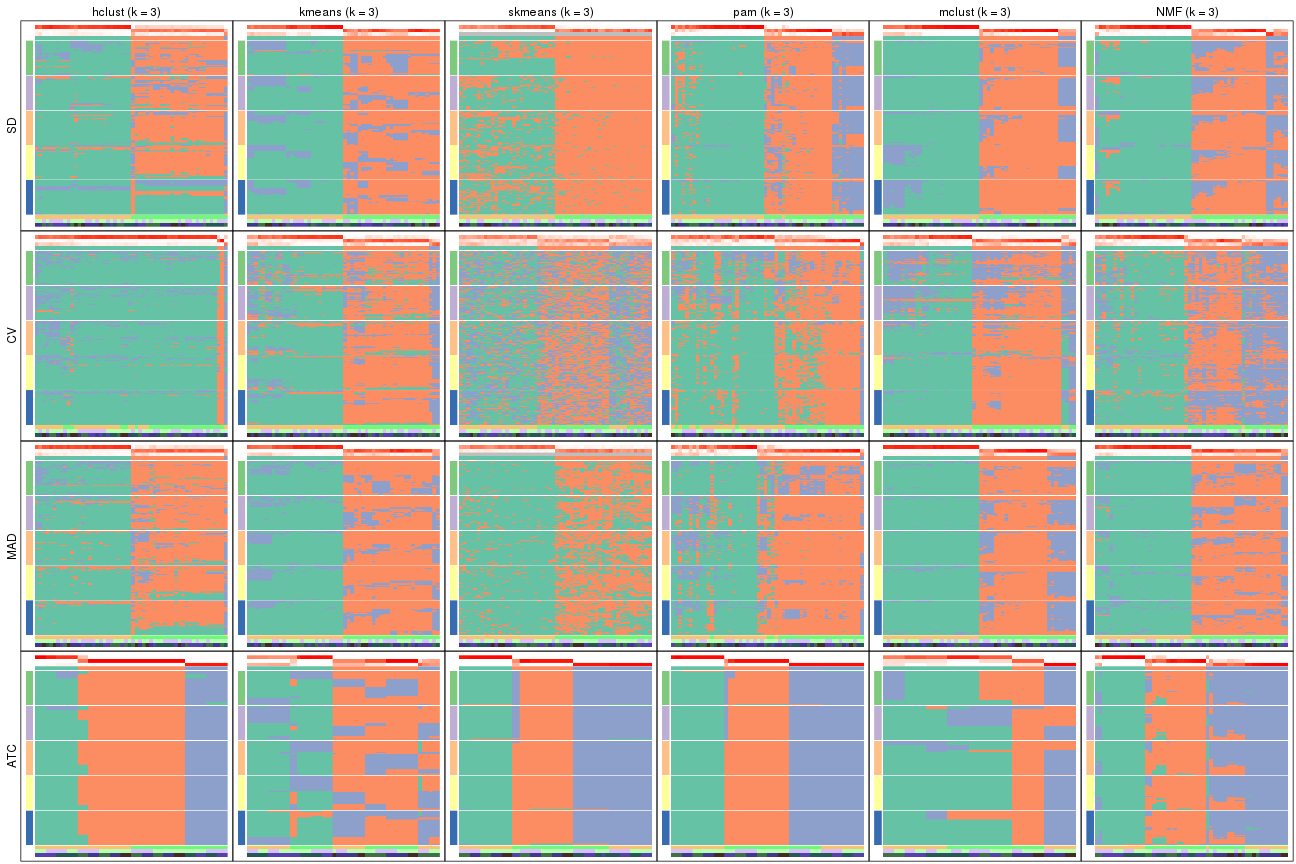 hclust (k = 3) kmeans (k = 3) skmeans (k = 3) pam (k = 3) mclust (k = 3) NMF (k = 3)
SD
CV
MAD
ATC